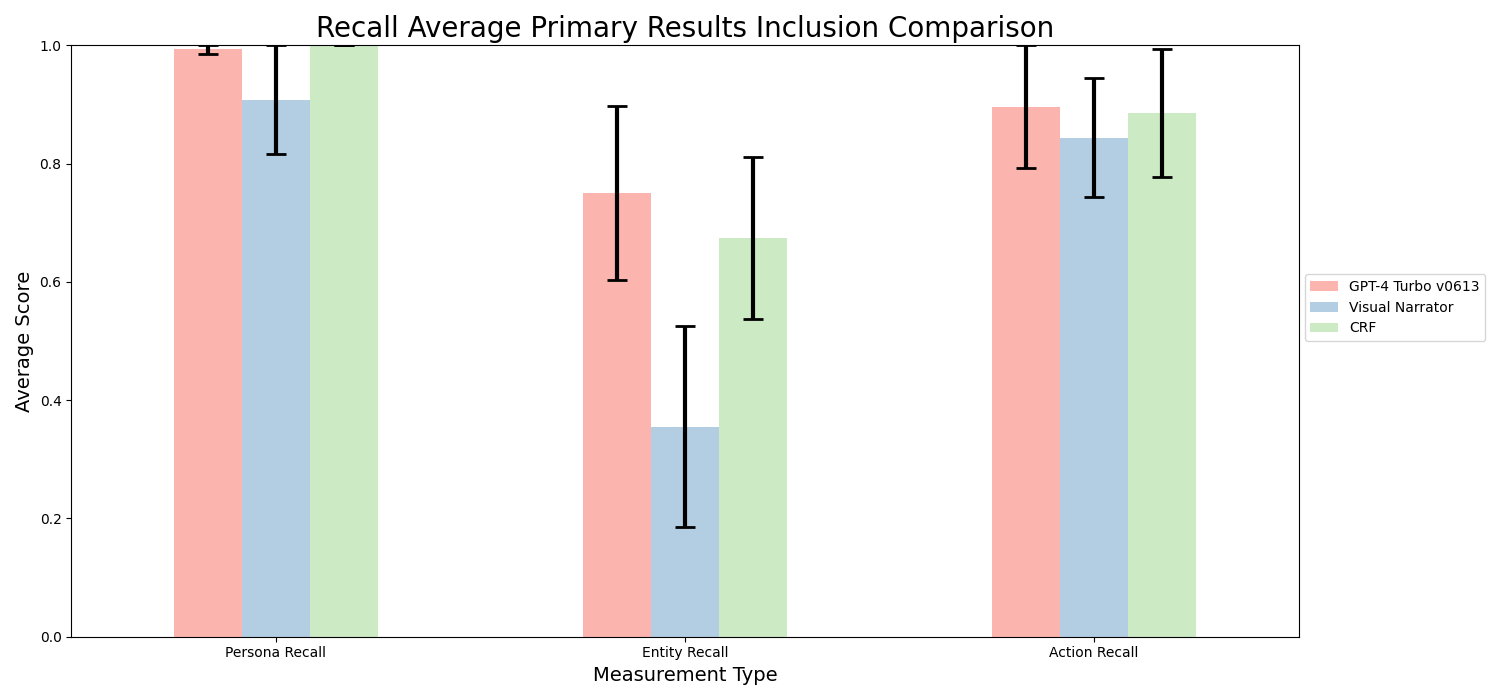 Recall Average Primary Results Inclusion Comparison
1.0
0.8
0.6
0.4
0.2
0.0
Average Score
Persona Recall
Entity Recall
Action Recall
Measurement Type
GPT-4 Turbo v0613
Visual Narrator
CRF